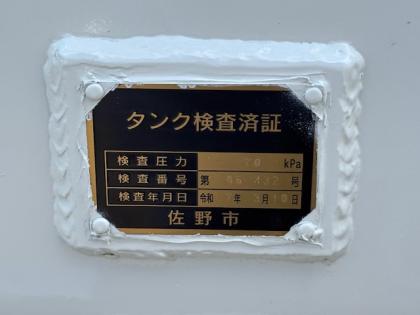 タンク検査済証
検査圧力 70 kPa
検査番号 第 号
検査年月日 令和 年 月 日
佐野市